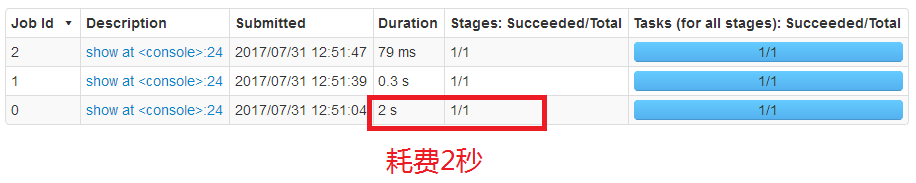 Job Id ▾ Description Submitted Duration Stages: Succeeded/Total Tasks (for all stages): Succeeded/Total
2 show at <console>:24 2017/07/31 12:51:47 79 ms 1/1 1/1
1 show at <console>:24 2017/07/31 12:51:39 0.3 s 1/1 1/1
0 show at <console>:24 2017/07/31 12:51:04 2 s 1/1 1/1
耗费2秒